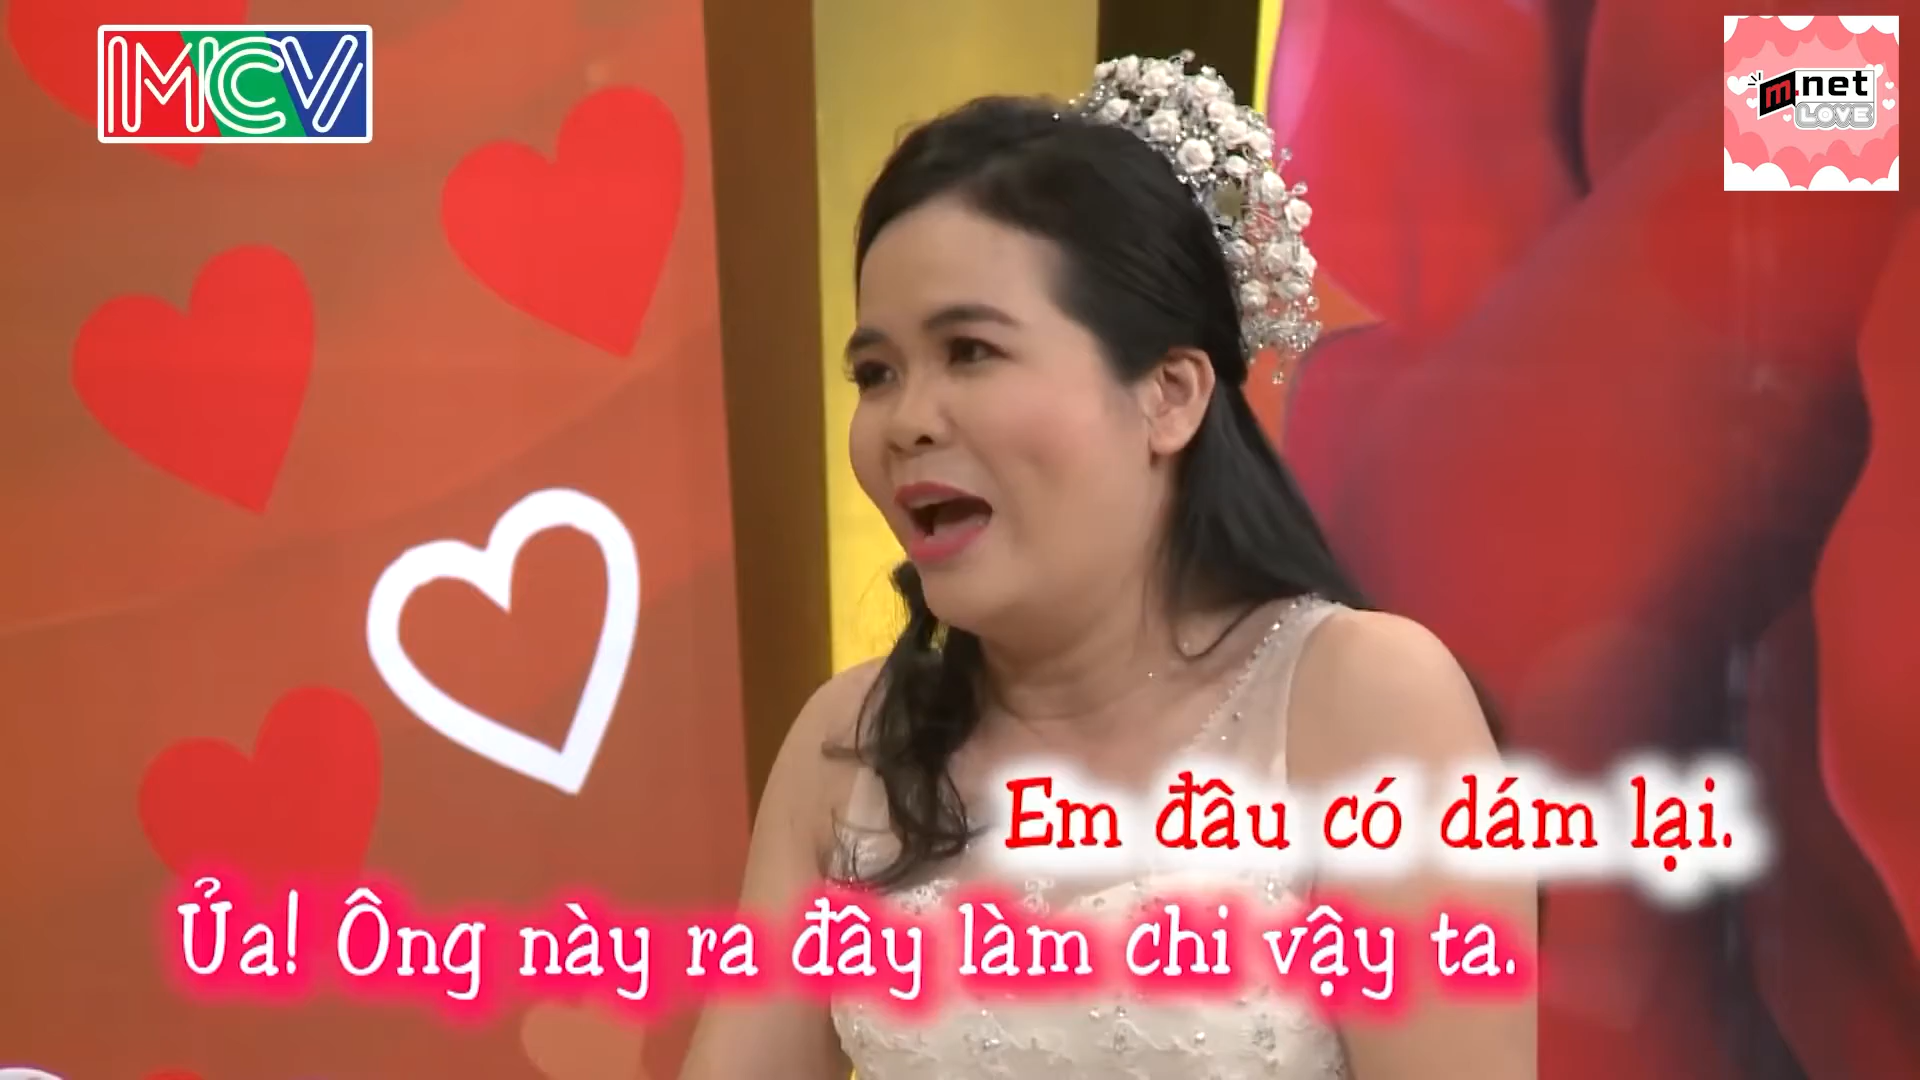 MCV
m.net
LOVE
Em đâu có dám lại.
Ủa! Ông này ra đây làm chi vậy ta.